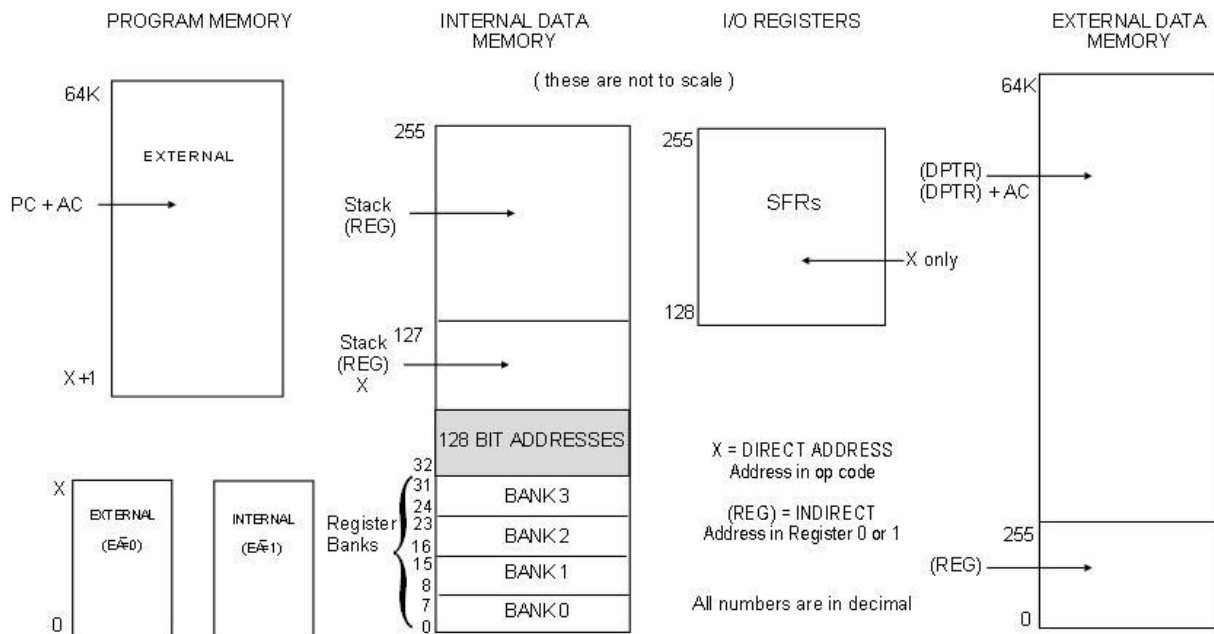 PROGRAM MEMORY
64K
EXTERNAL
PC + AC
X +1
X
EXTERNAL
(EA=0)
INTERNAL
(EA=1)
0
INTERNAL DATA
MEMORY
( these are not to scale )
255
Stack
(REG)
127
Stack
(REG)
X
128 BIT ADDRESSES
32
31
BANK 3
24
23
Register
Banks
BANK 2
16
15
BANK 1
8
7
BANK 0
0
I/O REGISTERS
255
SFRs
X only
128
X = DIRECT ADDRESS
Address in op code
(REG) = INDIRECT
Address in Register 0 or 1
All numbers are in decimal
EXTERNAL DATA
MEMORY
64K
(DPTR)
(DPTR) + AC
255
(REG)
0